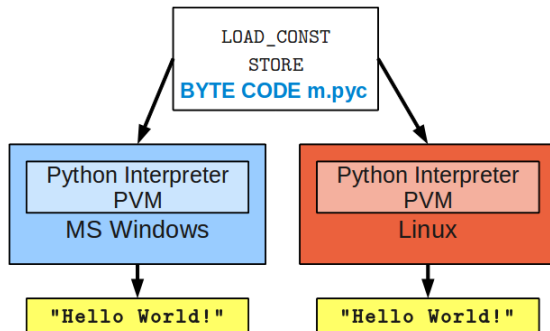 LOAD_CONST
STORE
BYTE CODE m.pyc
Python Interpreter
PVM
MS Windows
Python Interpreter
PVM
Linux
"Hello World!"
"Hello World!"